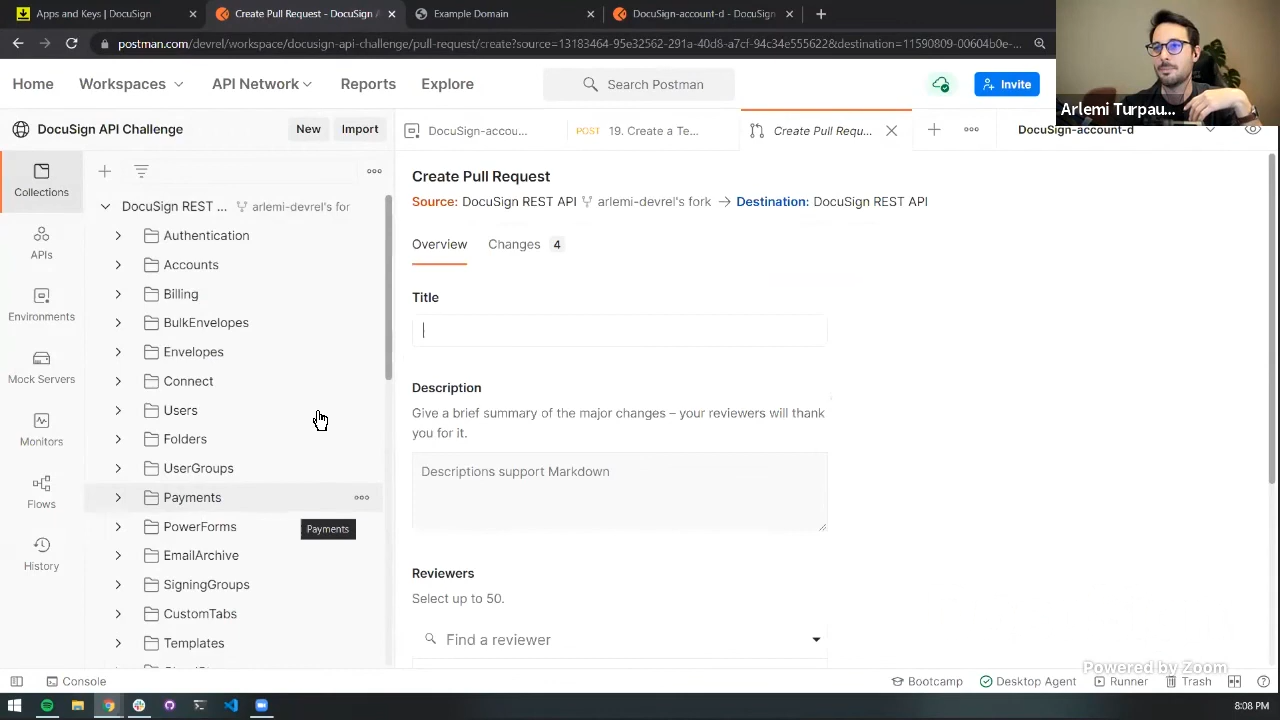 Apps and Keys | DocuSign
Create Pull Request - DocuSign
Example Domain
DocuSign-account-d - DocuSign
postman.com/devrel/workspace/docusign-api-challenge/pull-request/create?source=13183464-95e32562-291a-40d8-a7cf-94c34e5556228&destination=11590809-00604b0e-...
Home
Workspaces
API Network
Reports
Explore
Search Postman
Invite
Arlemi Turpau...
DocuSign API Challenge
New
Import
DocuSign-accou...
POST 19. Create a Te...
Create Pull Requ...
DocuSign-account-d
Collections
APIs
Environments
Mock Servers
Monitors
Flows
History
DocuSign REST ... arlemi-devrel's for
Authentication
Accounts
Billing
BulkEnvelopes
Envelopes
Connect
Users
Folders
UserGroups
Payments
PowerForms
Payments
EmailArchive
SigningGroups
CustomTabs
Templates
Create Pull Request
Source: DocuSign REST API arlemi-devrel's fork → Destination: DocuSign REST API
Overview
Changes 4
Title
Description
Give a brief summary of the major changes – your reviewers will thank
you for it.
Descriptions support Markdown
Reviewers
Select up to 50.
Find a reviewer
Powered by Zoom
Console
Bootcamp
Desktop Agent
Runner
Trash
8:08 PM